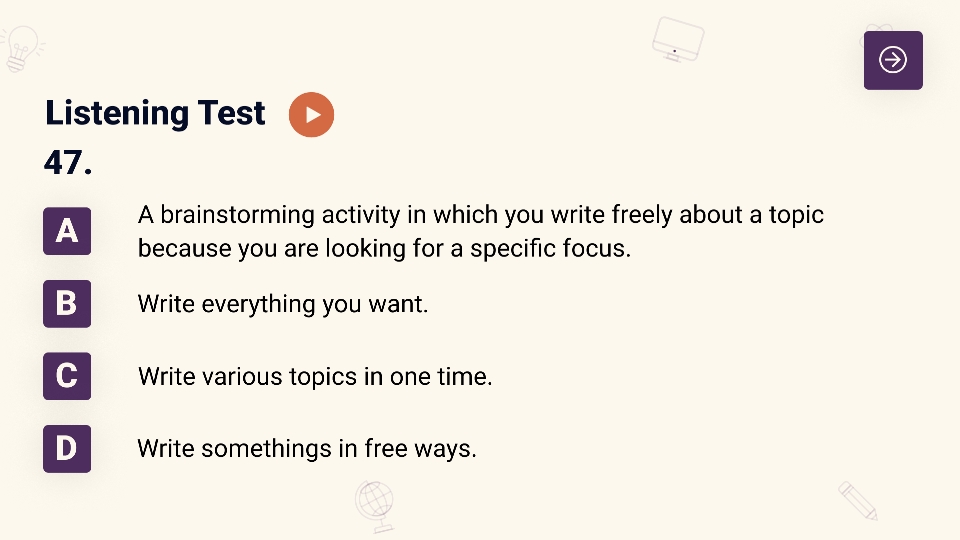 Listening Test
47.
A
A brainstorming activity in which you write freely about a topic
because you are looking for a specific focus.
B
Write everything you want.
C
Write various topics in one time.
D
Write somethings in free ways.